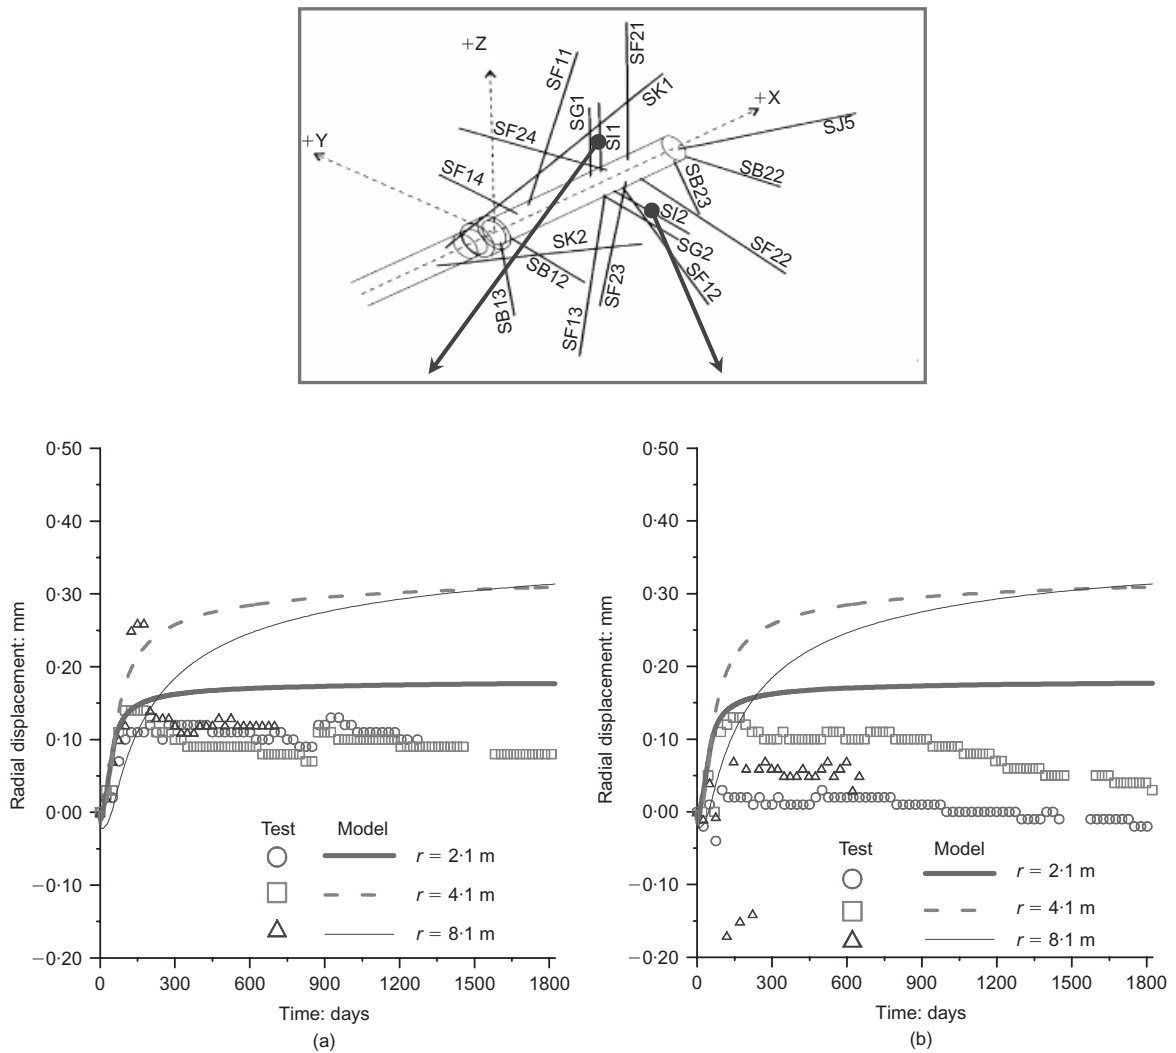 SF21
+Z
SF11
SK1
SG1
+X
SI1
SF24
SJ5
+Y
SF14
SB22
SB23
SI2
SK2
SG2
SF22
SB12
SF12
SF23
SB13
SF13
0·50
0·40
0·30
0·20
0·10
0·00
−0·10
−0·20
Radial displacement: mm
Test Model
r = 2·1 m
r = 4·1 m
r = 8·1 m
0 300 600 900 1200 1500 1800
Time: days
(a)
0·50
0·40
0·30
0·20
0·10
0·00
−0·10
−0·20
Radial displacement: mm
Test Model
r = 2·1 m
r = 4·1 m
r = 8·1 m
0 300 600 900 1200 1500 1800
Time: days
(b)